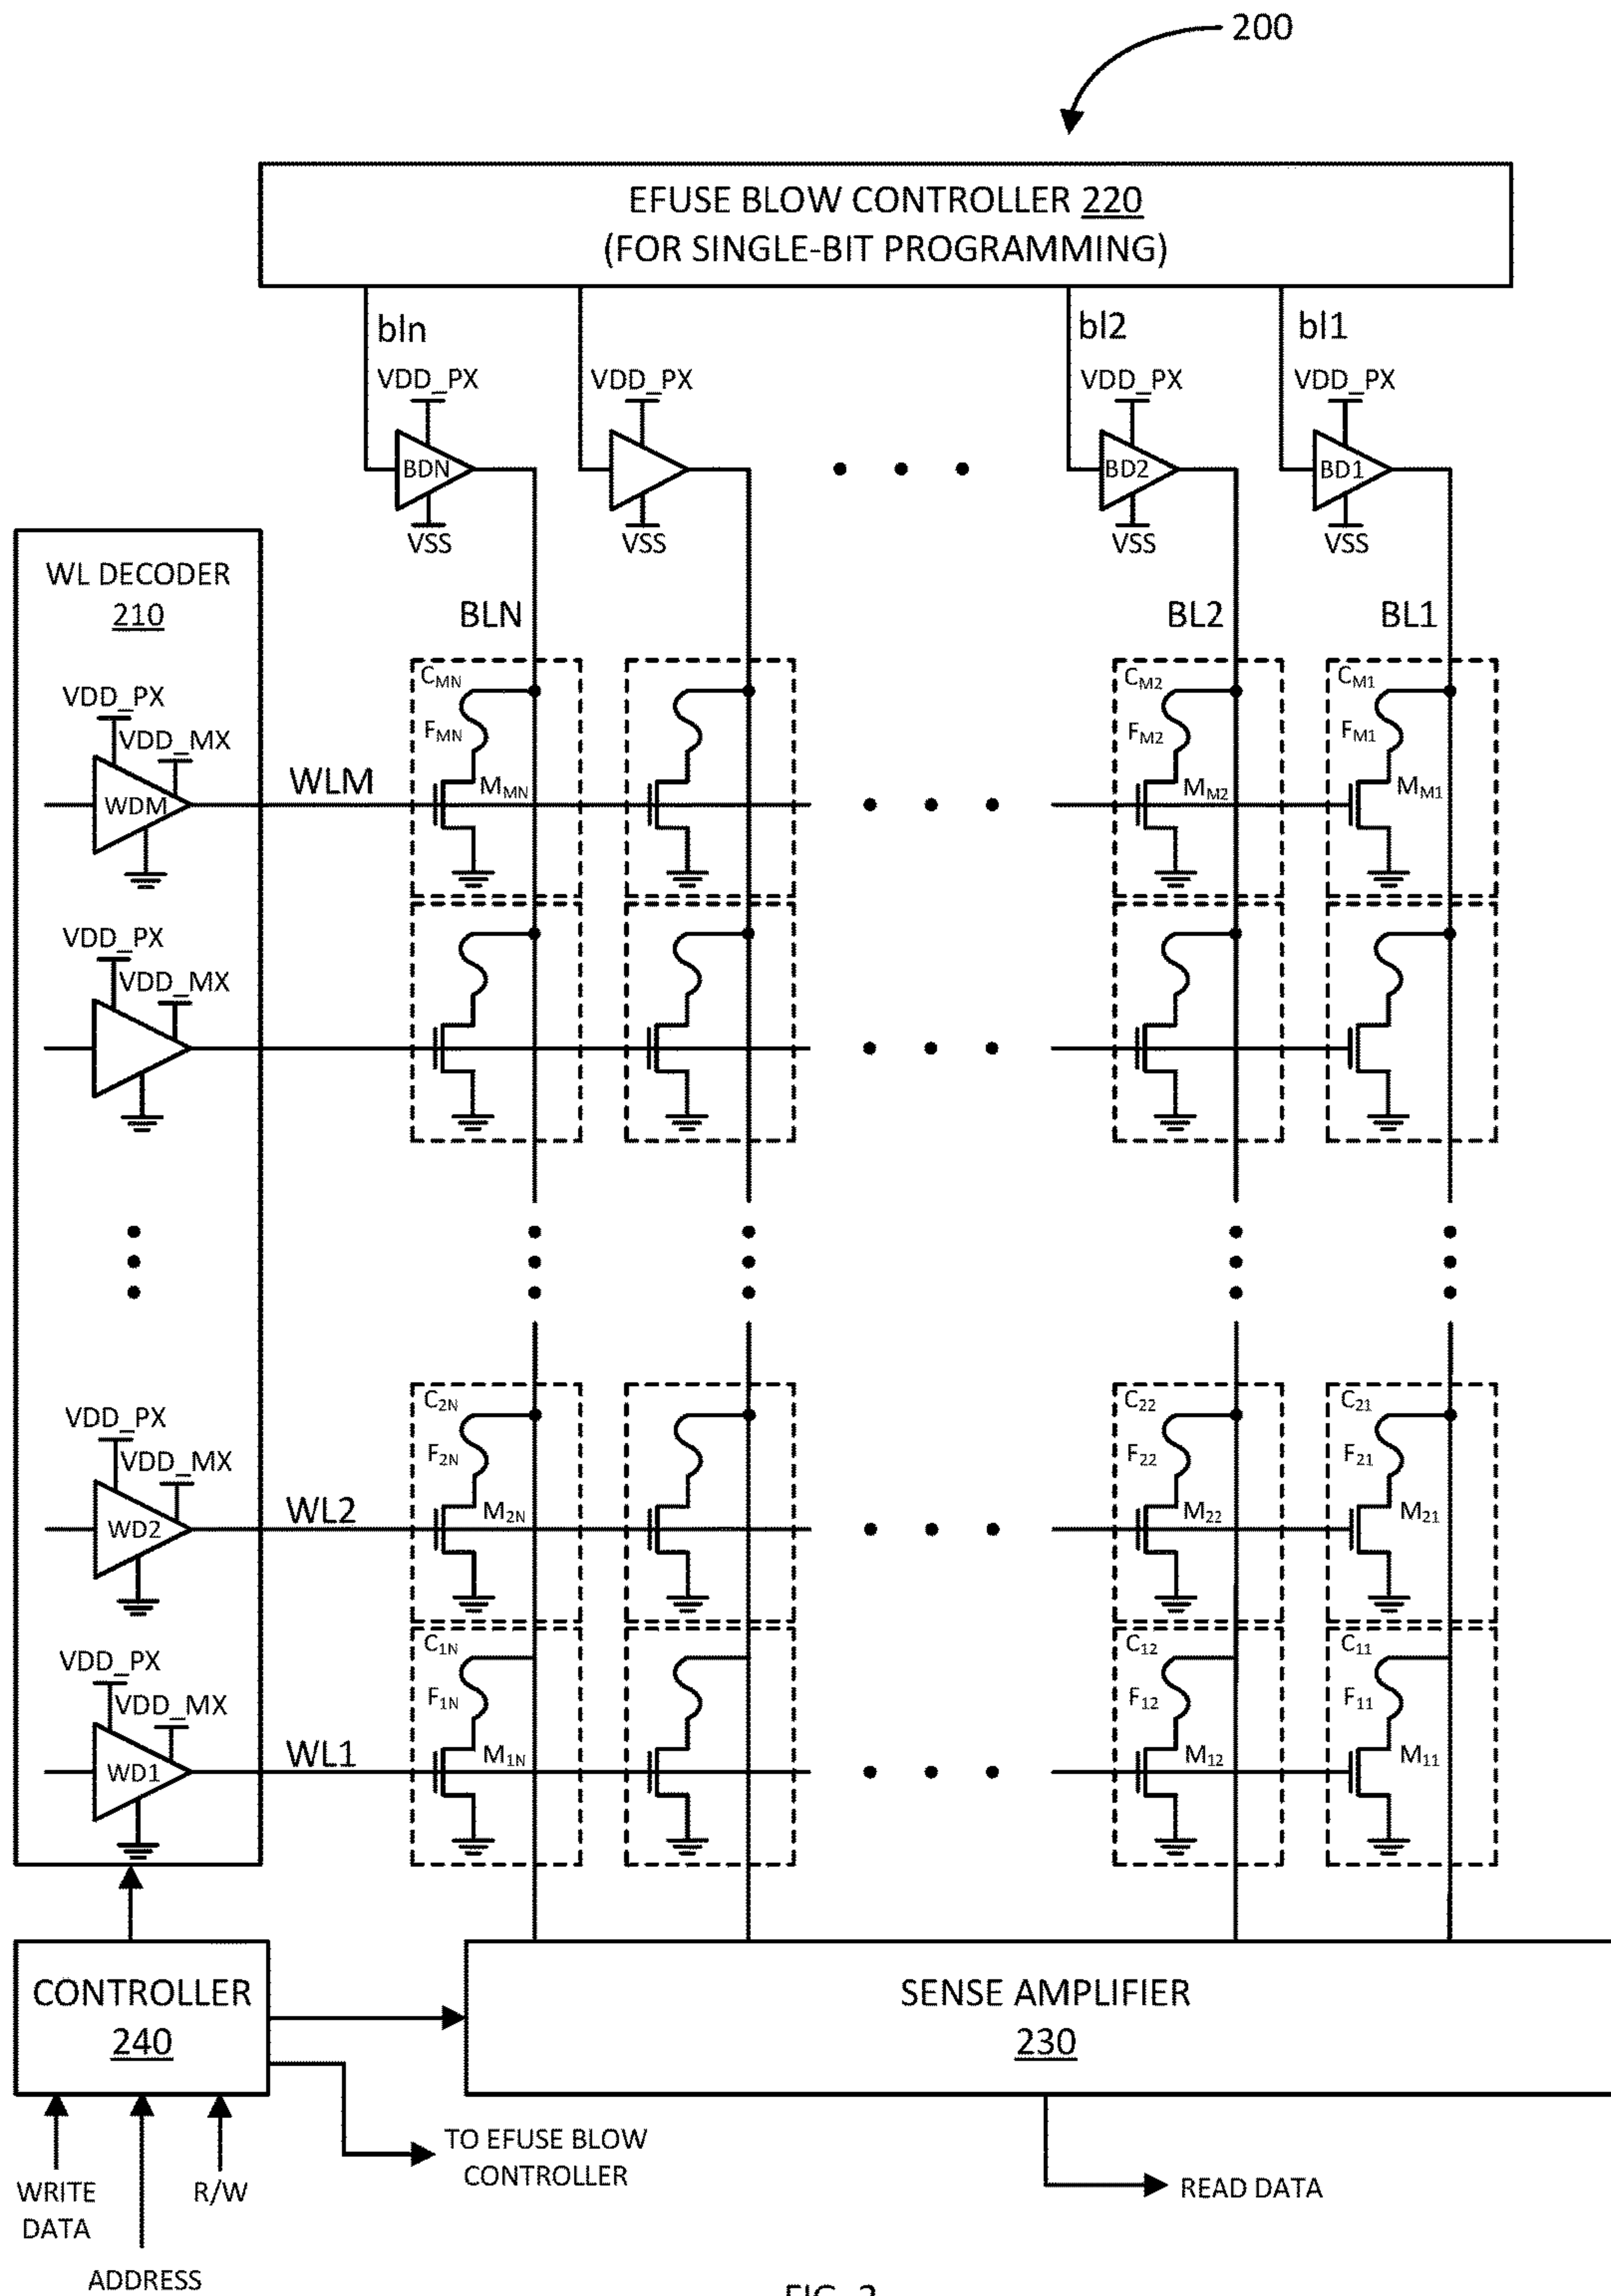 200
EFUSE BLOW CONTROLLER 220
(FOR SINGLE-BIT PROGRAMMING)
bln
bl2
bl1
VDD_PX
VDD_PX
VDD_PX
VDD_PX
BDN
BD2
BD1
VSS
VSS
VSS
VSS
WL DECODER
210
BLN
BL2
BL1
VDD_PX
VDD_MX
WDM
WLM
CMN
FMN
MMN
CM2
FM2
MM2
CM1
FM1
MM1
VDD_PX
VDD_MX
VDD_PX
VDD_MX
WD2
WL2
C2N
F2N
M2N
C22
F22
M22
C21
F21
M21
VDD_PX
VDD_MX
WD1
WL1
C1N
F1N
M1N
C12
F12
M12
C11
F11
M11
CONTROLLER
240
SENSE AMPLIFIER
230
WRITE
DATA
ADDRESS
R/W
TO EFUSE BLOW
CONTROLLER
READ DATA